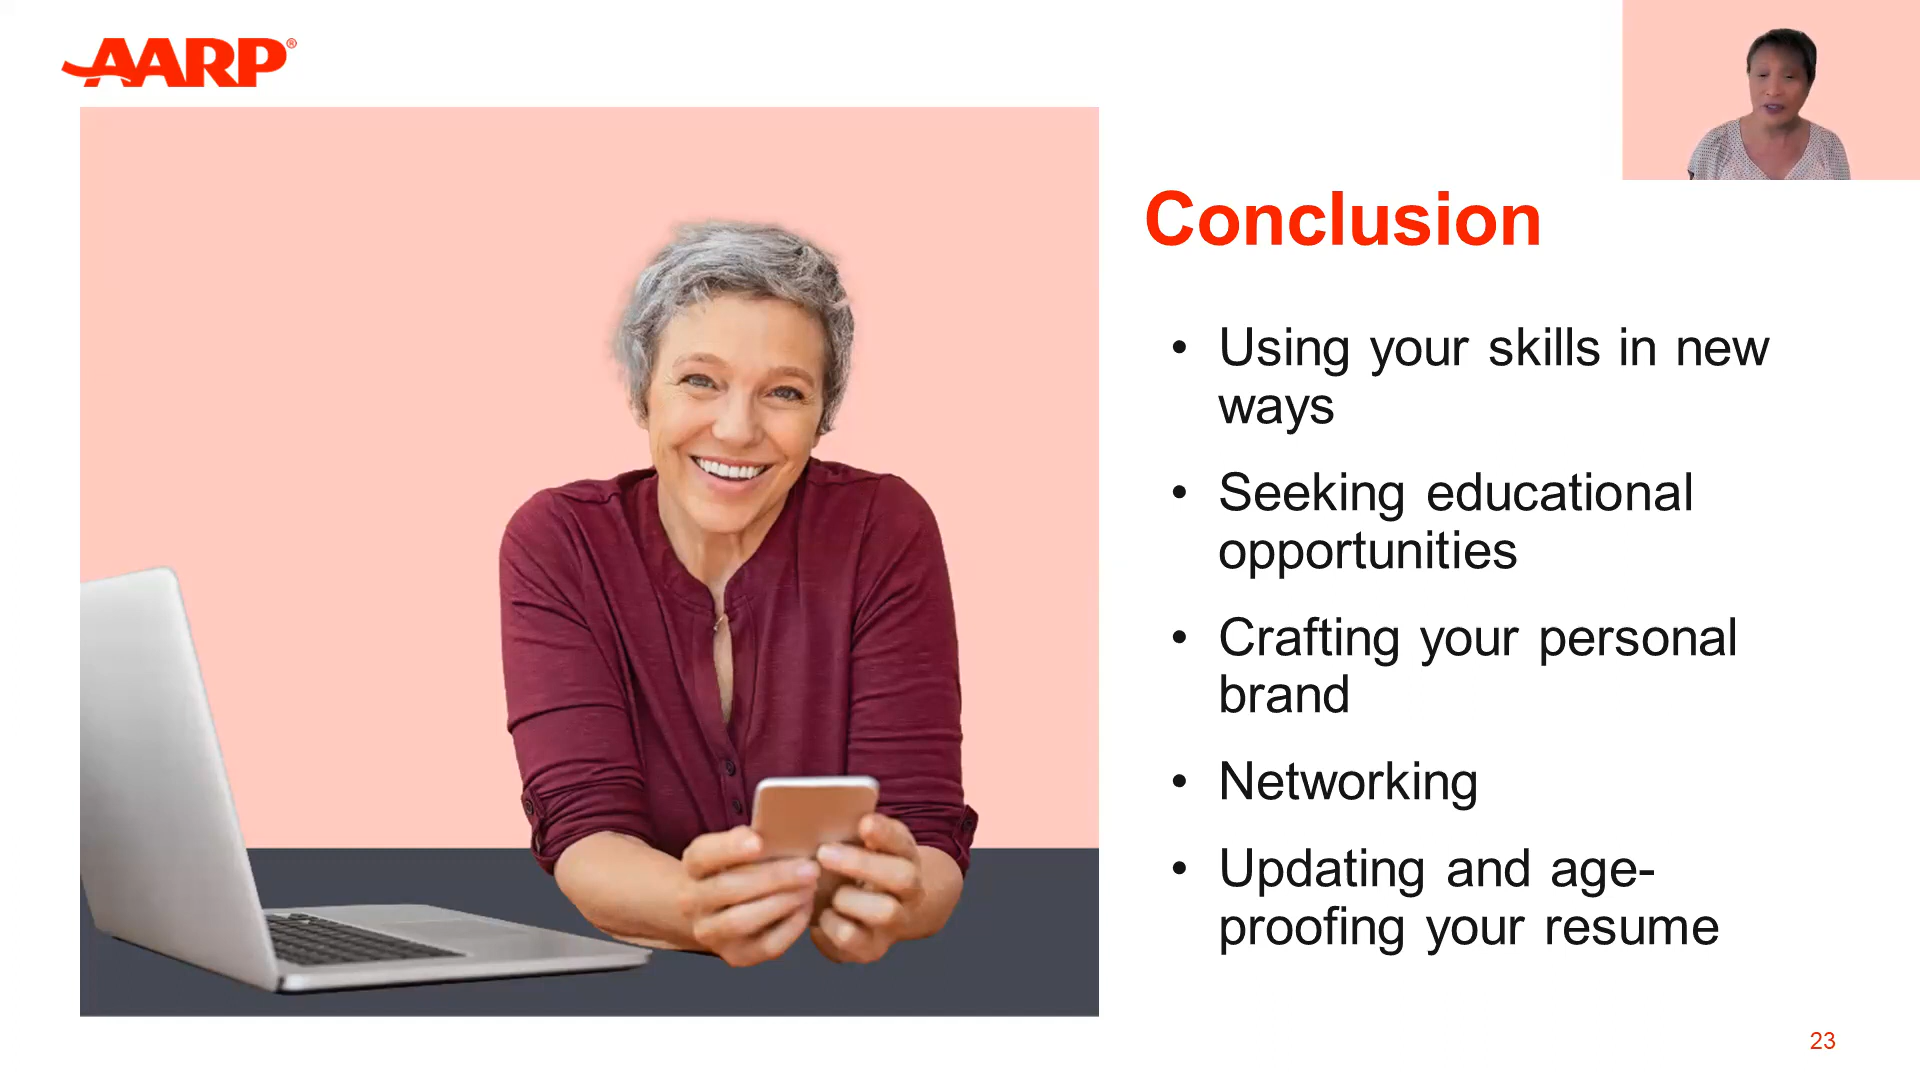 AARP®
Conclusion
• Using your skills in new
ways
• Seeking educational
opportunities
• Crafting your personal
brand
• Networking
• Updating and age-
proofing your resume
23